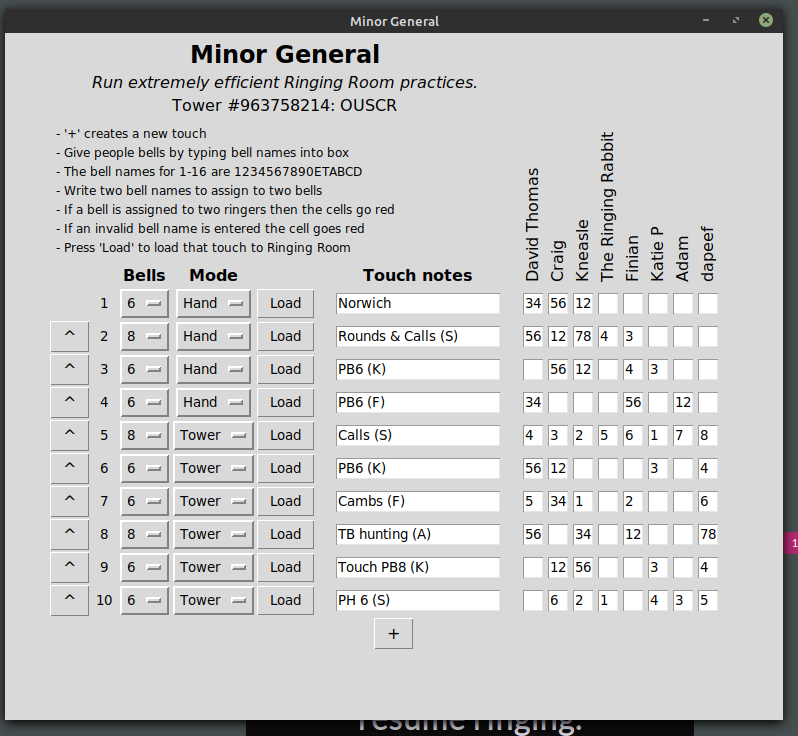 Minor General
Minor General
Run extremely efficient Ringing Room practices.
Tower #963758214: OUSCR
- '+' creates a new touch
- Give people bells by typing bell names into box
- The bell names for 1-16 are 1234567890ETABCD
- Write two bell names to assign to two bells
- If a bell is assigned to two ringers then the cells go red
- If an invalid bell name is entered the cell goes red
- Press 'Load' to load that touch to Ringing Room
David Thomas
Craig
Kneasle
The Ringing Rabbit
Finian
Katie P
Adam
dapeef
Bells Mode Touch notes
1 6 Hand Load Norwich 34 56 12
^ 2 8 Hand Load Rounds & Calls (S) 56 12 78 4 3
^ 3 6 Hand Load PB6 (K) 56 12 4 3
^ 4 6 Hand Load PB6 (F) 34 56 12
^ 5 8 Tower Load Calls (S) 4 3 2 5 6 1 7 8
^ 6 6 Tower Load PB6 (K) 56 12 3 4
^ 7 6 Tower Load Cambs (F) 5 34 1 2 6
^ 8 8 Tower Load TB hunting (A) 56 34 12 78
^ 9 6 Tower Load Touch PB8 (K) 12 56 3 4
^ 10 6 Tower Load PH 6 (S) 6 2 1 4 3 5
+
1
resume ringing.